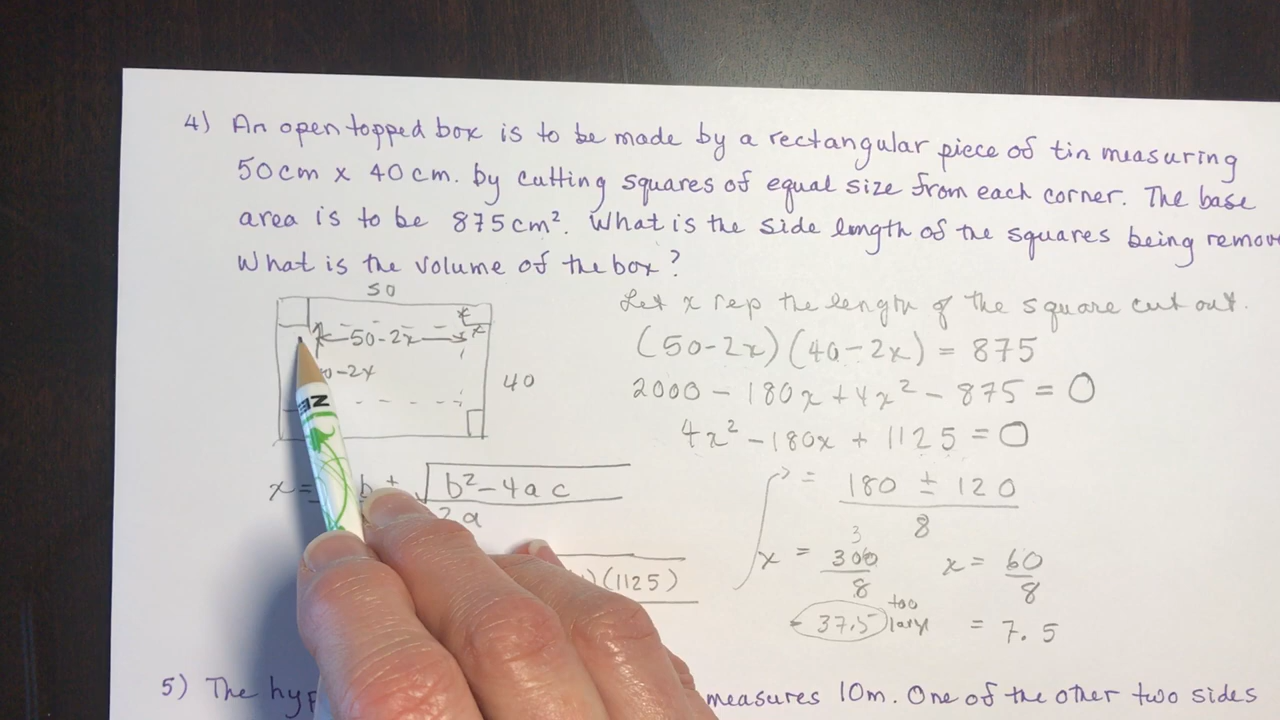 4) An open topped box is to be made by a rectangular piece of tin measuring
50cm x 40cm. by cutting squares of equal size from each corner. The base
area is to be 875cm². What is the side length of the squares being
What is the volume of the box?
50
Let x rep the length of the square cut out.
x
x
50-2x
-2x
40
(50-2x)(40-2x) = 875
2000 - 180x + 4x² - 875 = 0
4x² - 180x + 1125 = 0
x = b ± √b² - 4ac
2a
)(1125)
= 180 ± 120
8
x = 300
8
= 37.5 too
x = 60
8
= 7.5
5) The measures 10m. One of the other two sides